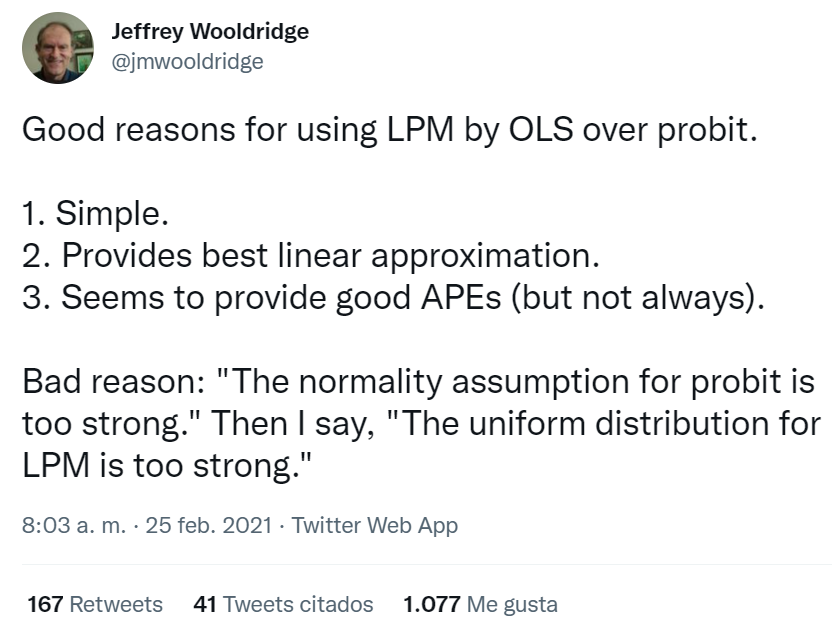 Jeffrey Wooldridge
@jmwooldridge
Good reasons for using LPM by OLS over probit.
1. Simple.
2. Provides best linear approximation.
3. Seems to provide good APEs (but not always).
Bad reason: "The normality assumption for probit is
too strong." Then I say, "The uniform distribution for
LPM is too strong."
8:03 a. m. · 25 feb. 2021 · Twitter Web App
167 Retweets 41 Tweets citados 1.077 Me gusta